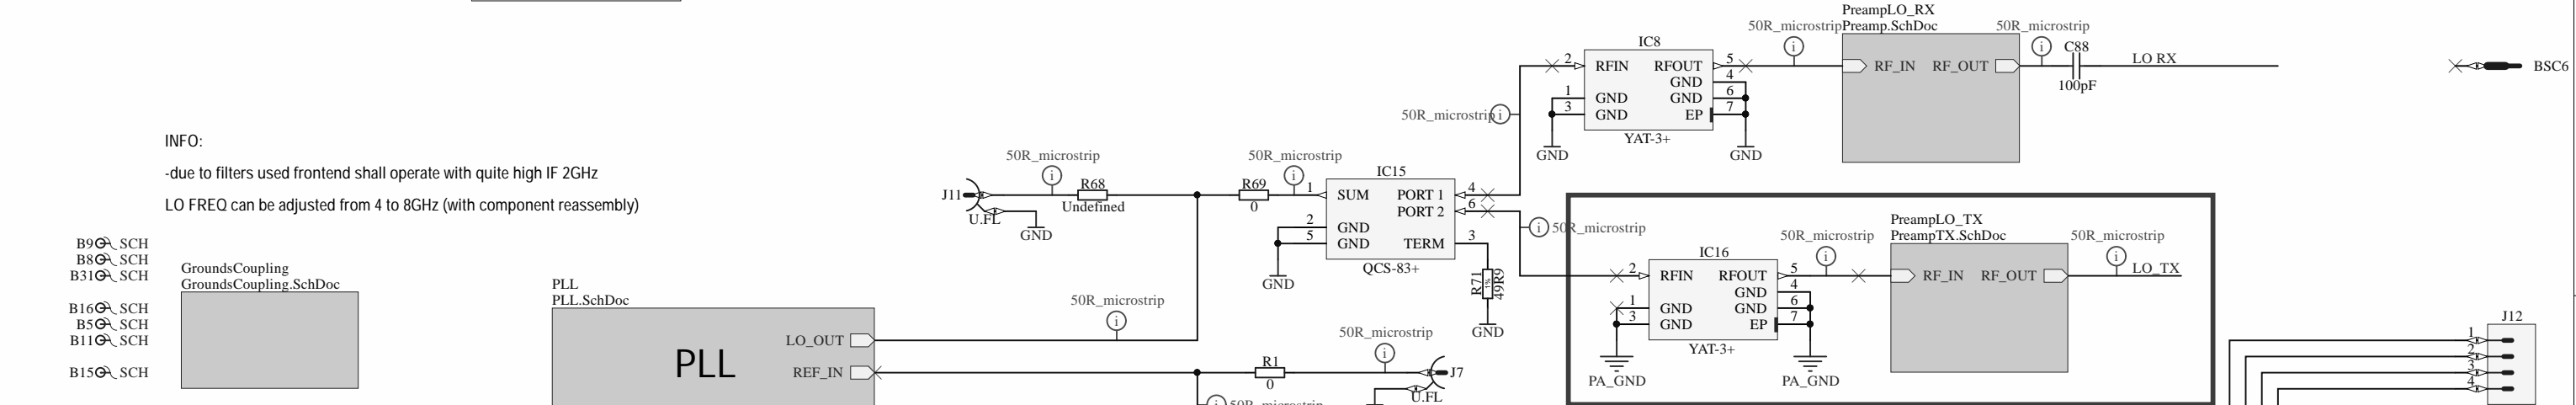 PreampLO_RX
50R_microstrip Preamp.SchDoc 50R_microstrip
IC8
C88
2 RFIN RFOUT 5
RF_IN RF_OUT
LO RX
BSC6
GND 4
100pF
1 GND GND 6
50R_microstrip
3 GND EP 7
YAT-3+
GND GND
INFO:
-due to filters used frontend shall operate with quite high IF 2GHz
LO FREQ can be adjusted from 4 to 8GHz (with component reassembly)
50R_microstrip 50R_microstrip
IC15
J11 R68 R69 1 SUM PORT 1 4
Undefined 0 PORT 2 6
U.FL
GND
2 GND
5 GND TERM 3
QCS-83+
GND
R71 1% 49R9
GND
50R_microstrip
PreampLO_TX
50R_microstrip PreampTX.SchDoc 50R_microstrip
IC16
2 RFIN RFOUT 5
RF_IN RF_OUT
LO_TX
GND 4
1 GND GND 6
3 GND EP 7
YAT-3+
PA_GND PA_GND
B9 SCH
B8 SCH
B31 SCH
B16 SCH
B5 SCH
B11 SCH
B15 SCH
GroundsCoupling
GroundsCoupling.SchDoc
PLL
PLL.SchDoc
50R_microstrip
LO_OUT
PLL
REF_IN
50R_microstrip
R1
0
J7
U.FL
50R_microstrip
J12
1
2
3
4